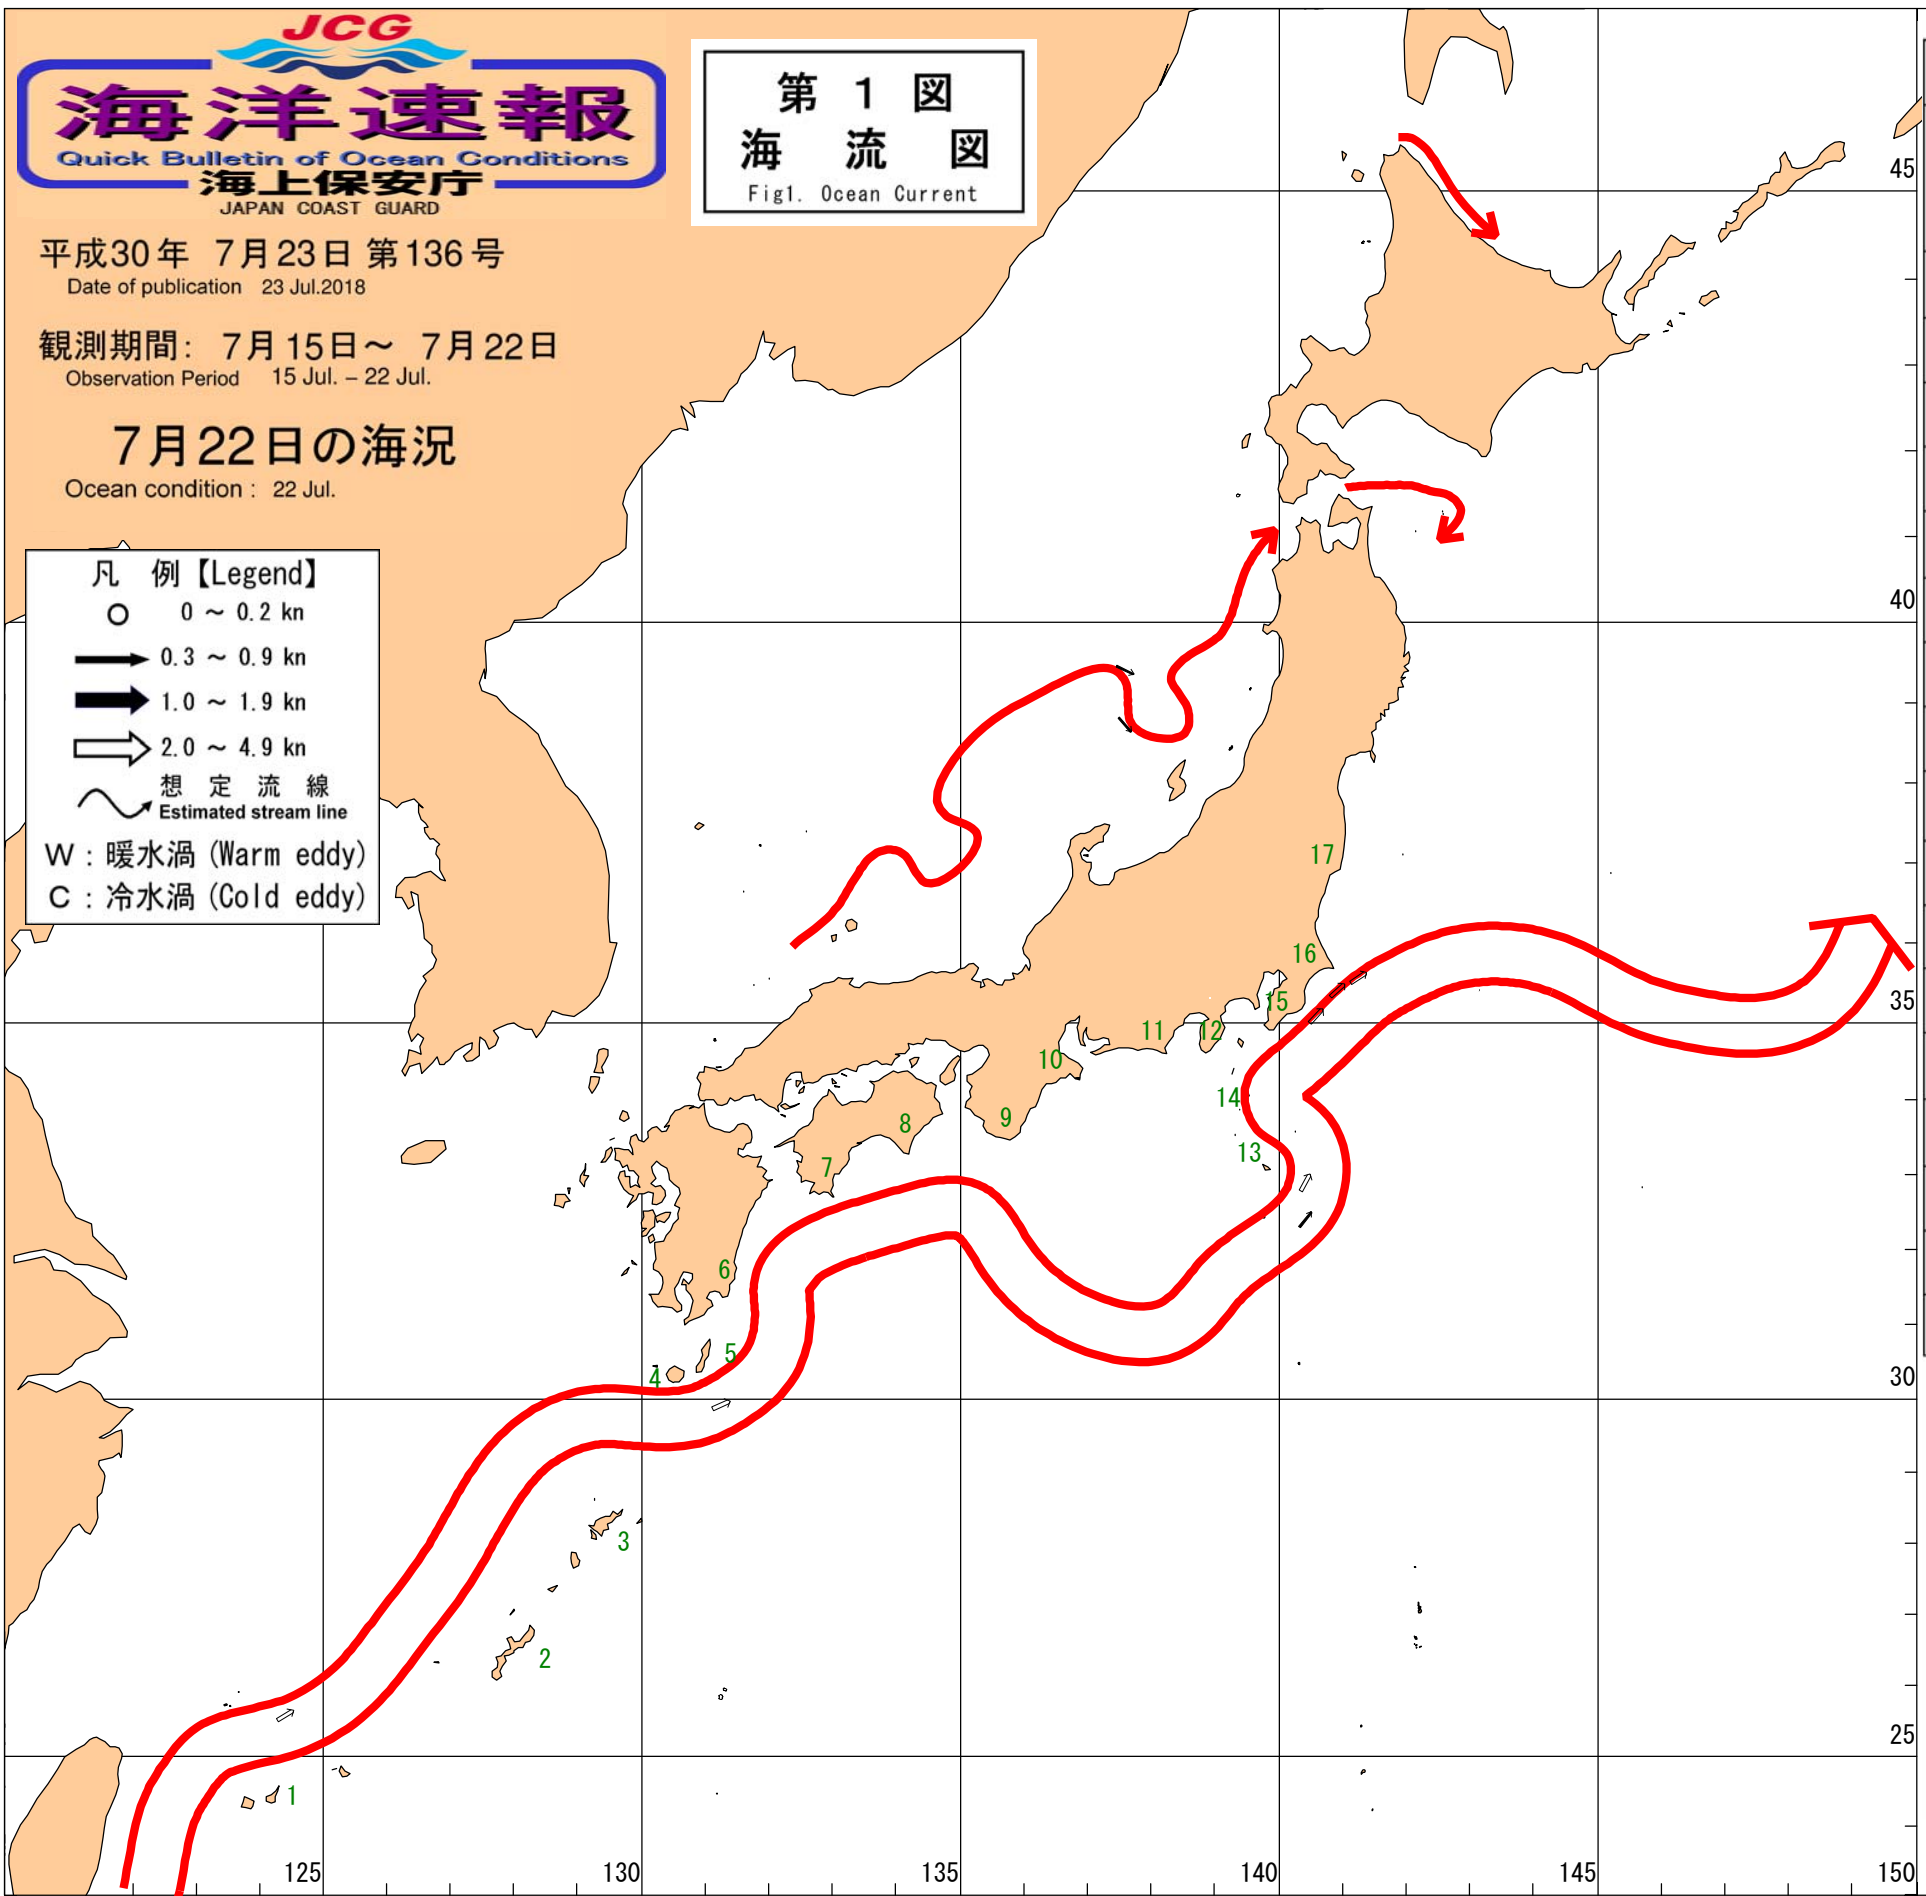 JCG
海洋速報
Quick Bulletin of Ocean Conditions
海上保安庁
JAPAN COAST GUARD
平成30年 7月23日 第136号
Date of publication 23 Jul.2018
観測期間: 7月15日～ 7月22日
Observation Period 15 Jul. – 22 Jul.
7月22日の海況
Ocean condition : 22 Jul.
第 1 図
海 流 図
Fig1. Ocean Current
凡 例【Legend】
0 ～ 0.2 kn
0.3 ～ 0.9 kn
1.0 ～ 1.9 kn
2.0 ～ 4.9 kn
想 定 流 線
Estimated stream line
W : 暖水渦 (Warm eddy)
C : 冷水渦 (Cold eddy)
45
40
17
16
35
15
12
11
10
14
9
8
13
7
6
5
4
30
3
2
25
1
125
130
135
140
145
150